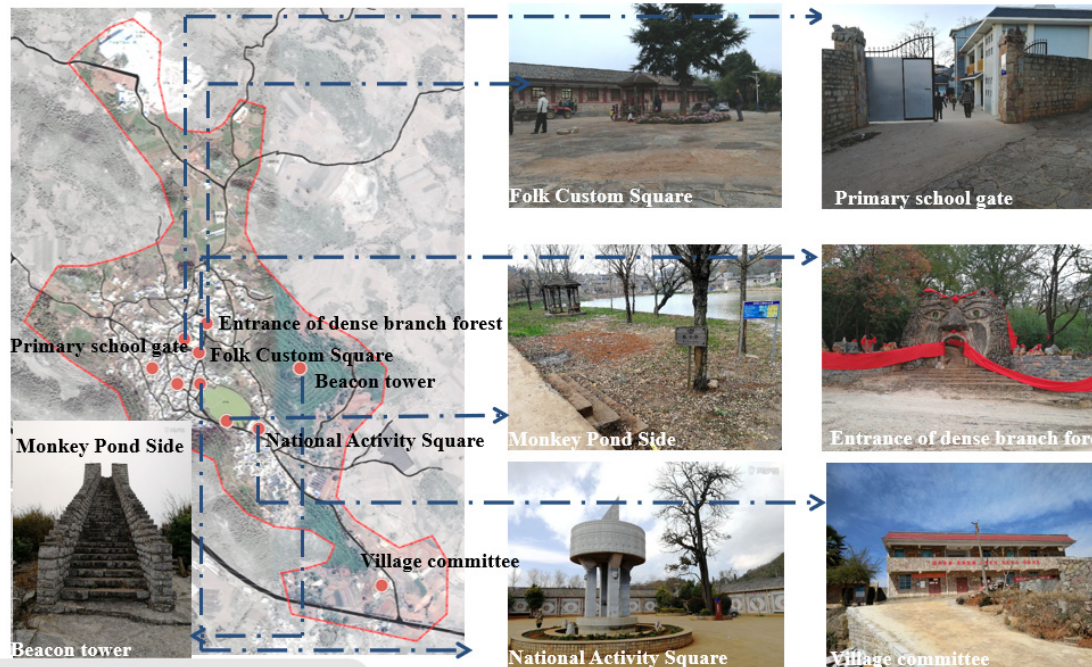 Folk Custom Square
Primary school gate
Entrance of dense branch forest
Primary school gate
Folk Custom Square
Beacon tower
National Activity Square
Monkey Pond Side
Monkey Pond Side
Entrance of dense branch for
Village committee
Beacon tower
National Activity Square
Village committee